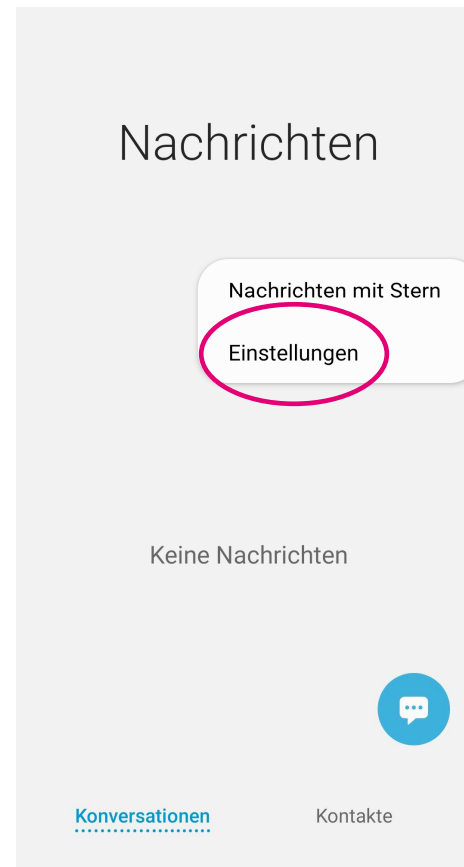 Nachrichten
Nachrichten mit Stern
Einstellungen
Keine Nachrichten
Konversationen
Kontakte